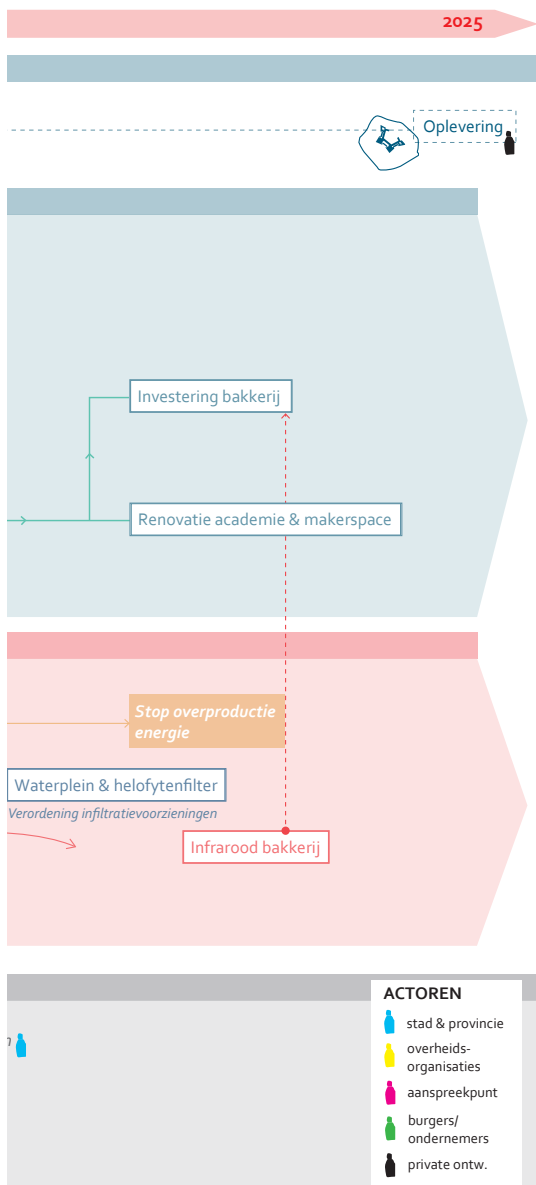 2025
Oplevering
Investering bakkerij
Renovatie academie & makerspace
Stop overproductie
energie
Waterplein & helofytenfilter
Verordening infiltratievoorzieningen
Infrarood bakkerij
ACTOREN
stad & provincie
overheids-
organisaties
aanspreekpunt
burgers/
ondernemers
private ontw.